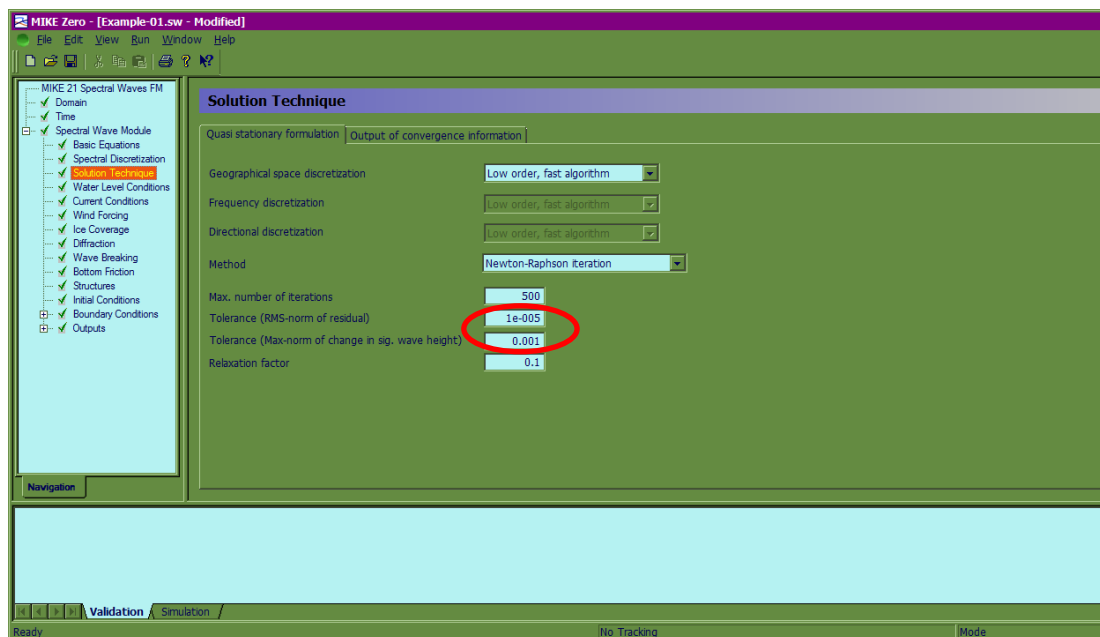 MIKE Zero - [Example-01.sw - Modified]
File Edit View Run Window Help
MIKE 21 Spectral Waves FM
Domain
Time
Spectral Wave Module
Basic Equations
Spectral Discretization
Solution Technique
Water Level Conditions
Current Conditions
Wind Forcing
Ice Coverage
Diffraction
Wave Breaking
Bottom Friction
Structures
Initial Conditions
Boundary Conditions
Outputs
Navigation
Solution Technique
Quasi stationary formulation Output of convergence information
Geographical space discretization Low order, fast algorithm
Frequency discretization Low order, fast algorithm
Directional discretization Low order, fast algorithm
Method Newton-Raphson iteration
Max. number of iterations 500
Tolerance (RMS-norm of residual) 1e-005
Tolerance (Max-norm of change in sig. wave height) 0.001
Relaxation factor 0.1
Validation Simulation
Ready No Tracking Mode